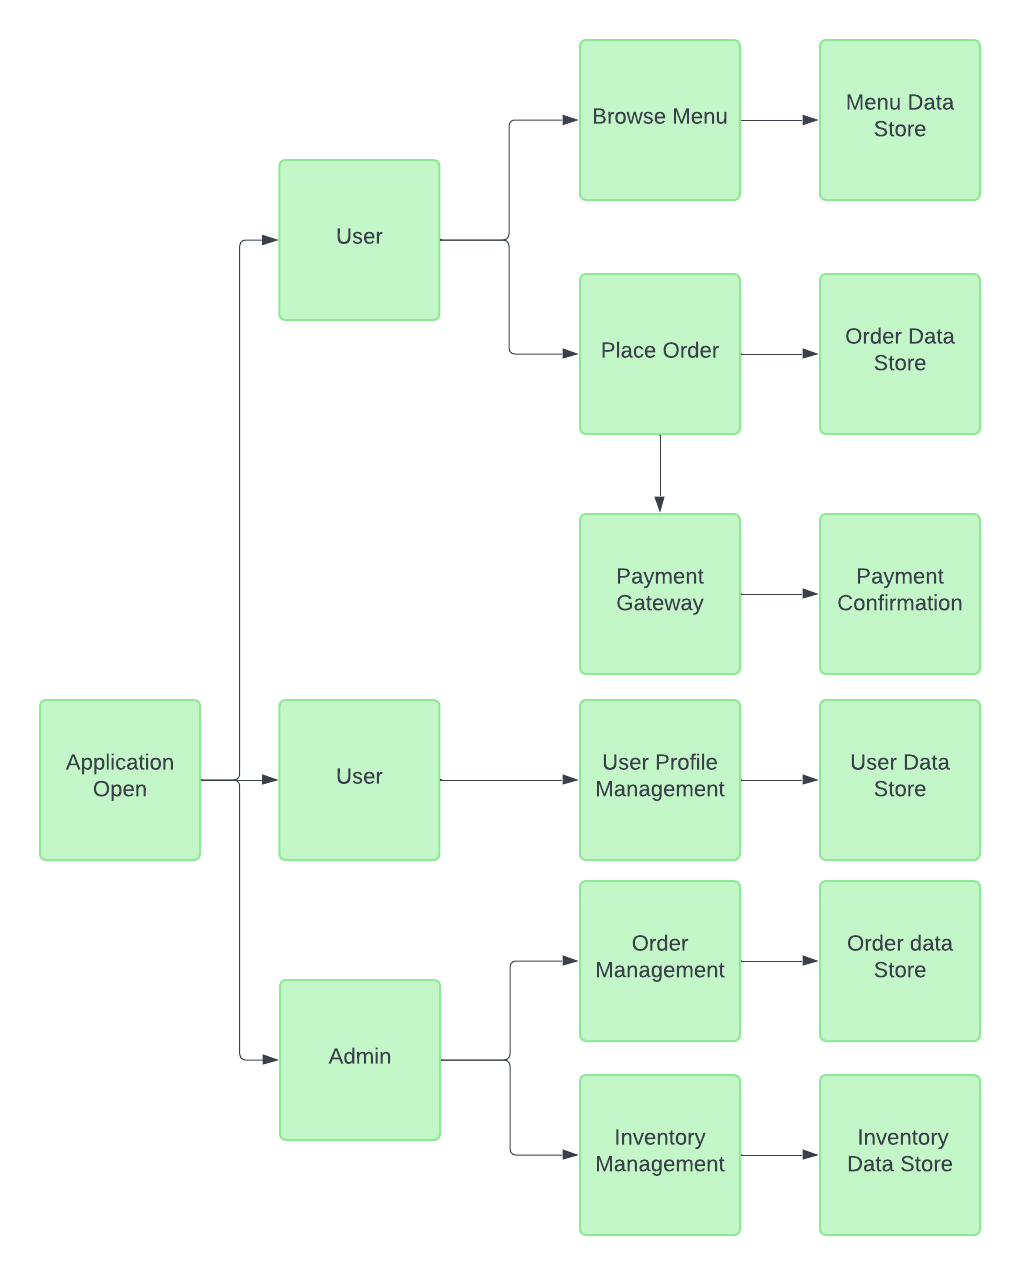 Browse Menu
Menu Data
Store
User
Place Order
Order Data
Store
Payment
Gateway
Payment
Confirmation
Application
Open
User
User Profile
Management
User Data
Store
Order
Management
Order data
Store
Admin
Inventory
Management
Inventory
Data Store